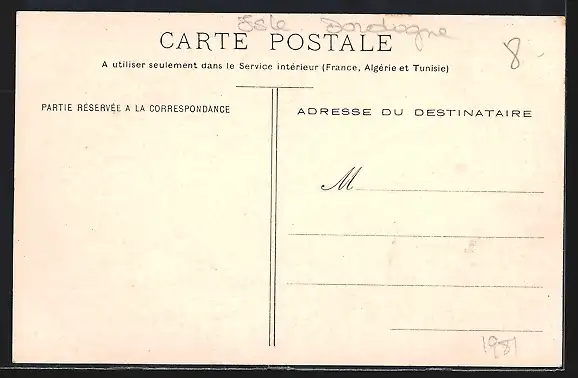 Isle Dordogne
CARTE POSTALE
8
A utiliser seulement dans le Service intérieur (France, Algérie et Tunisie)
PARTIE RÉSERVÉE A LA CORRESPONDANCE
ADRESSE DU DESTINATAIRE
M
1981